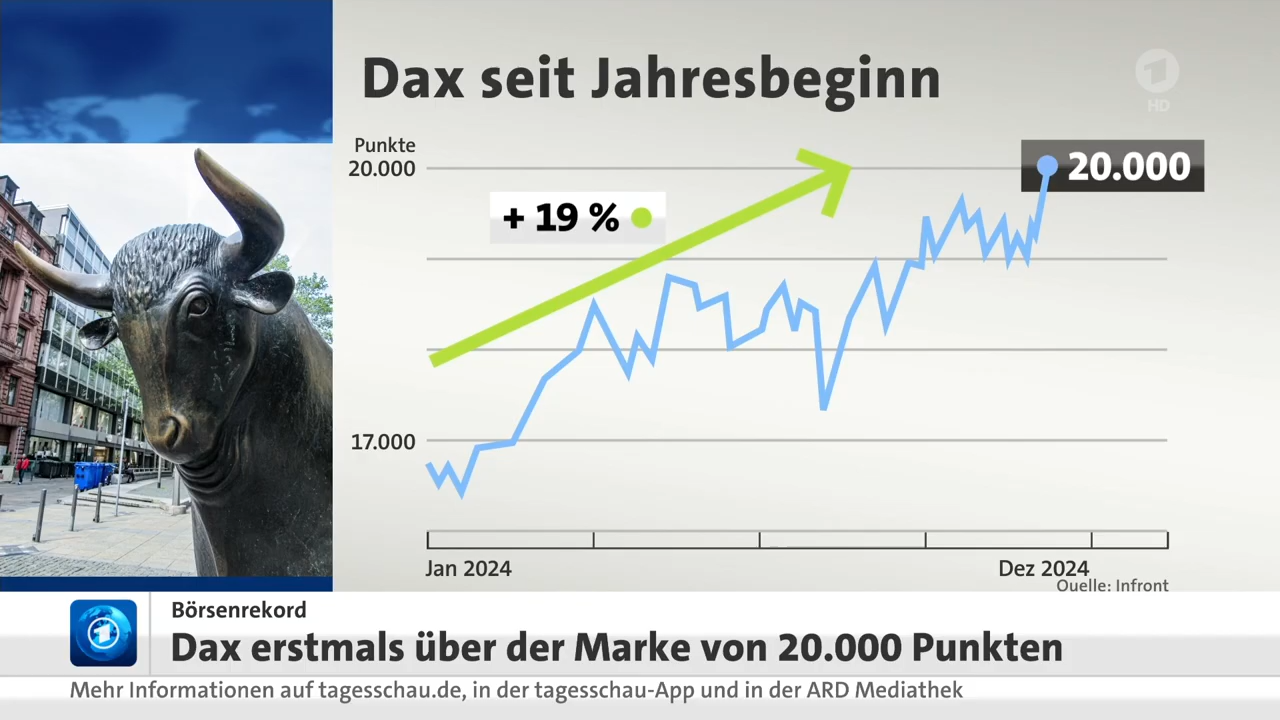 Dax seit Jahresbeginn
HD
Punkte
20.000
20.000
+ 19 %
17.000
Jan 2024
Dez 2024
Quelle: Infront
Börsenrekord
Dax erstmals über der Marke von 20.000 Punkten
Mehr Informationen auf tagesschau.de, in der tagesschau-App und in der ARD Mediathek